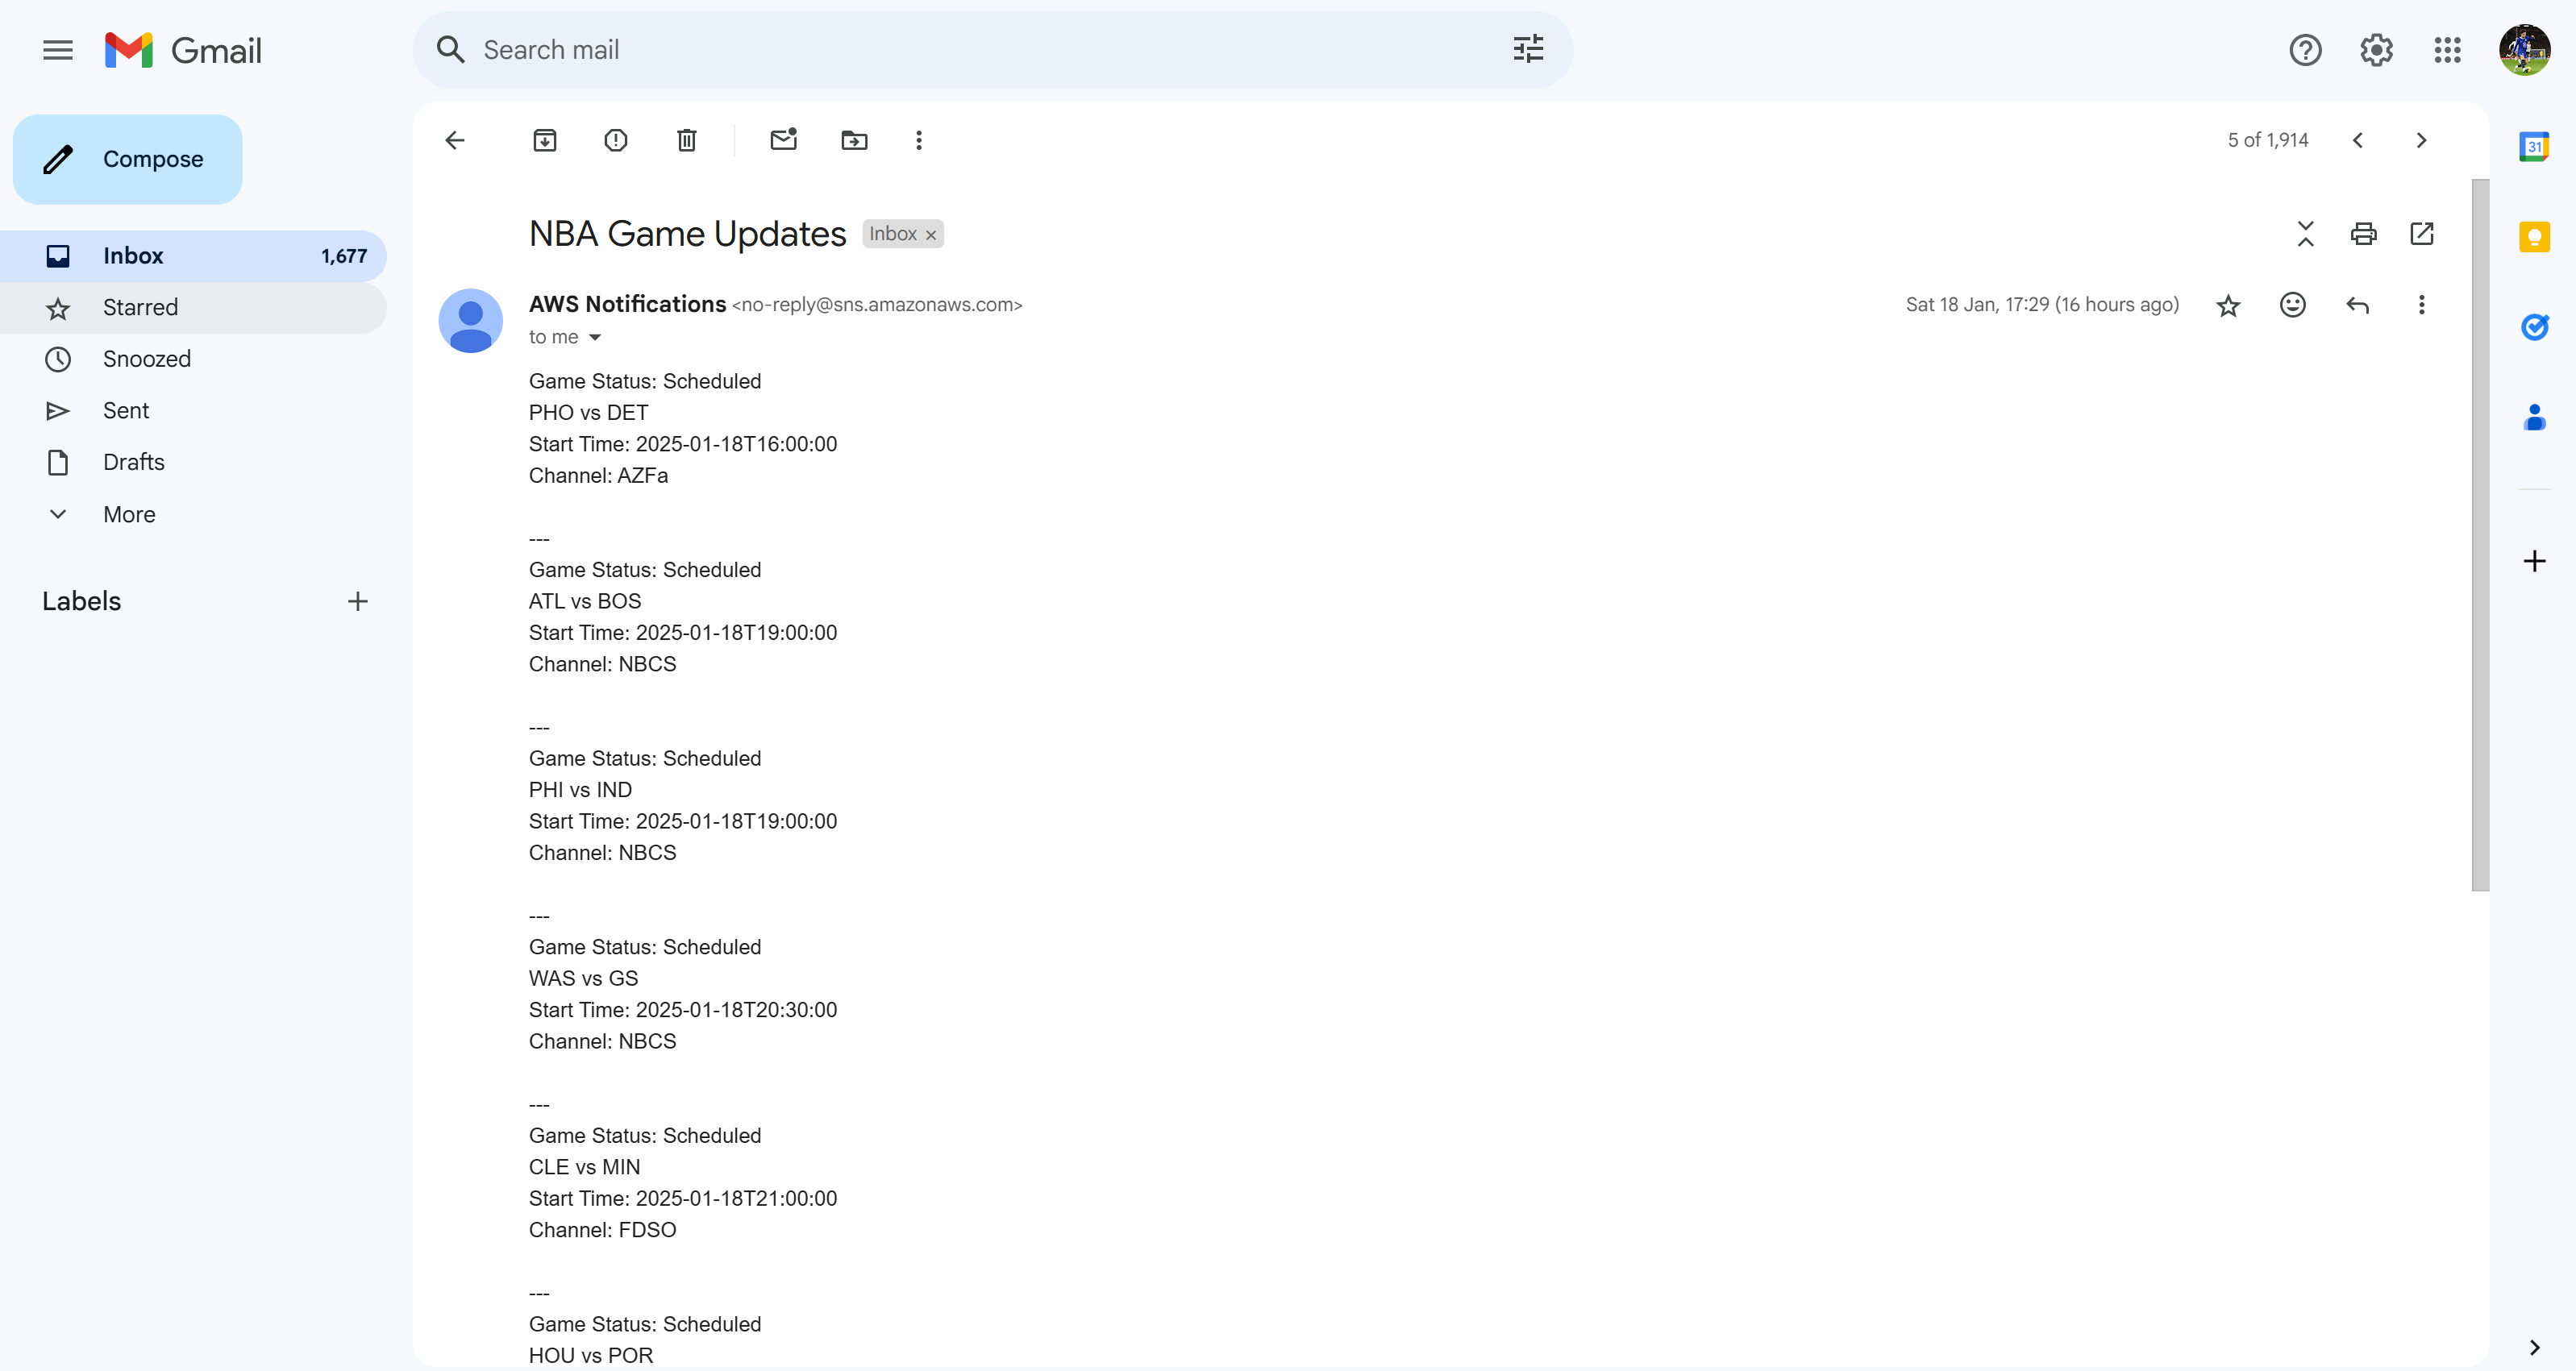 Gmail
Search mail
Compose
5 of 1,914
31
Inbox 1,677
Starred
Snoozed
Sent
Drafts
More
Labels
NBA Game Updates Inbox ×
AWS Notifications <no-reply@sns.amazonaws.com> Sat 18 Jan, 17:29 (16 hours ago)
to me
Game Status: Scheduled
PHO vs DET
Start Time: 2025-01-18T16:00:00
Channel: AZFa
---
Game Status: Scheduled
ATL vs BOS
Start Time: 2025-01-18T19:00:00
Channel: NBCS
---
Game Status: Scheduled
PHI vs IND
Start Time: 2025-01-18T19:00:00
Channel: NBCS
---
Game Status: Scheduled
WAS vs GS
Start Time: 2025-01-18T20:30:00
Channel: NBCS
---
Game Status: Scheduled
CLE vs MIN
Start Time: 2025-01-18T21:00:00
Channel: FDSO
---
Game Status: Scheduled
HOU vs POR